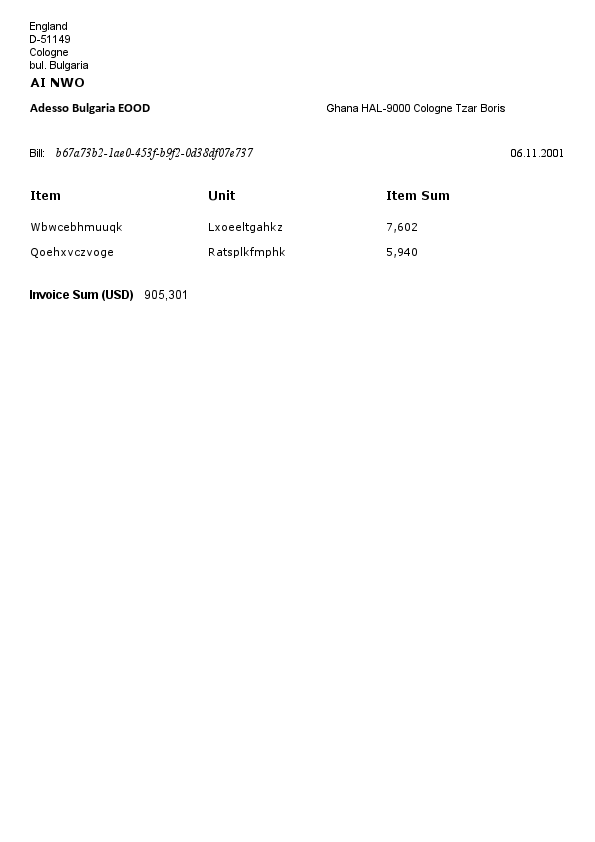 England
D-51149
Cologne
bul. Bulgaria
AI NWO
Adesso Bulgaria EOOD Ghana HAL-9000 Cologne Tzar Boris
Bill: b67a73b2-1ae0-453f-b9f2-0d38df07e737 06.11.2001
Item Unit Item Sum
Wbwcebhmuuqk Lxoeeltgahkz 7,602
Qoehxvczvoge Ratsplkfmphk 5,940
Invoice Sum (USD) 905,301